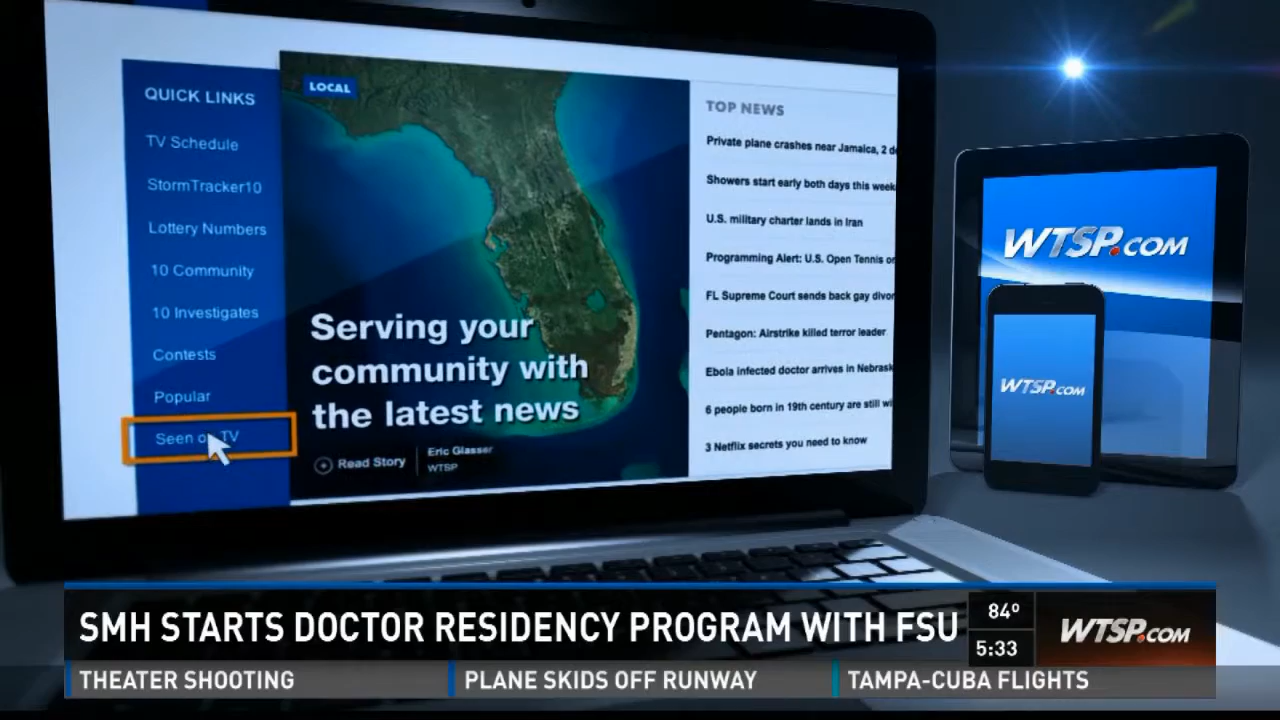 QUICK LINKS
TV Schedule
StormTracker10
Lottery Numbers
10 Community
10 Investigates
Contests
Popular
Seen on TV
LOCAL
Serving your
community with
the latest news
Read Story
Eric Glasser
WTSP
TOP NEWS
Private plane crashes near Jamaica, 2 d
Showers start early both days this week
U.S. military charter lands in Iran
Programming Alert: U.S. Open Tennis on
FL Supreme Court sends back gay divor
Pentagon: Airstrike killed terror leader
Ebola infected doctor arrives in Nebrask
6 people born in 19th century are still wi
3 Netflix secrets you need to know
WTSP.COM
WTSP.COM
SMH STARTS DOCTOR RESIDENCY PROGRAM WITH FSU
84°
5:33
WTSP.COM
THEATER SHOOTING
PLANE SKIDS OFF RUNWAY
TAMPA-CUBA FLIGHTS